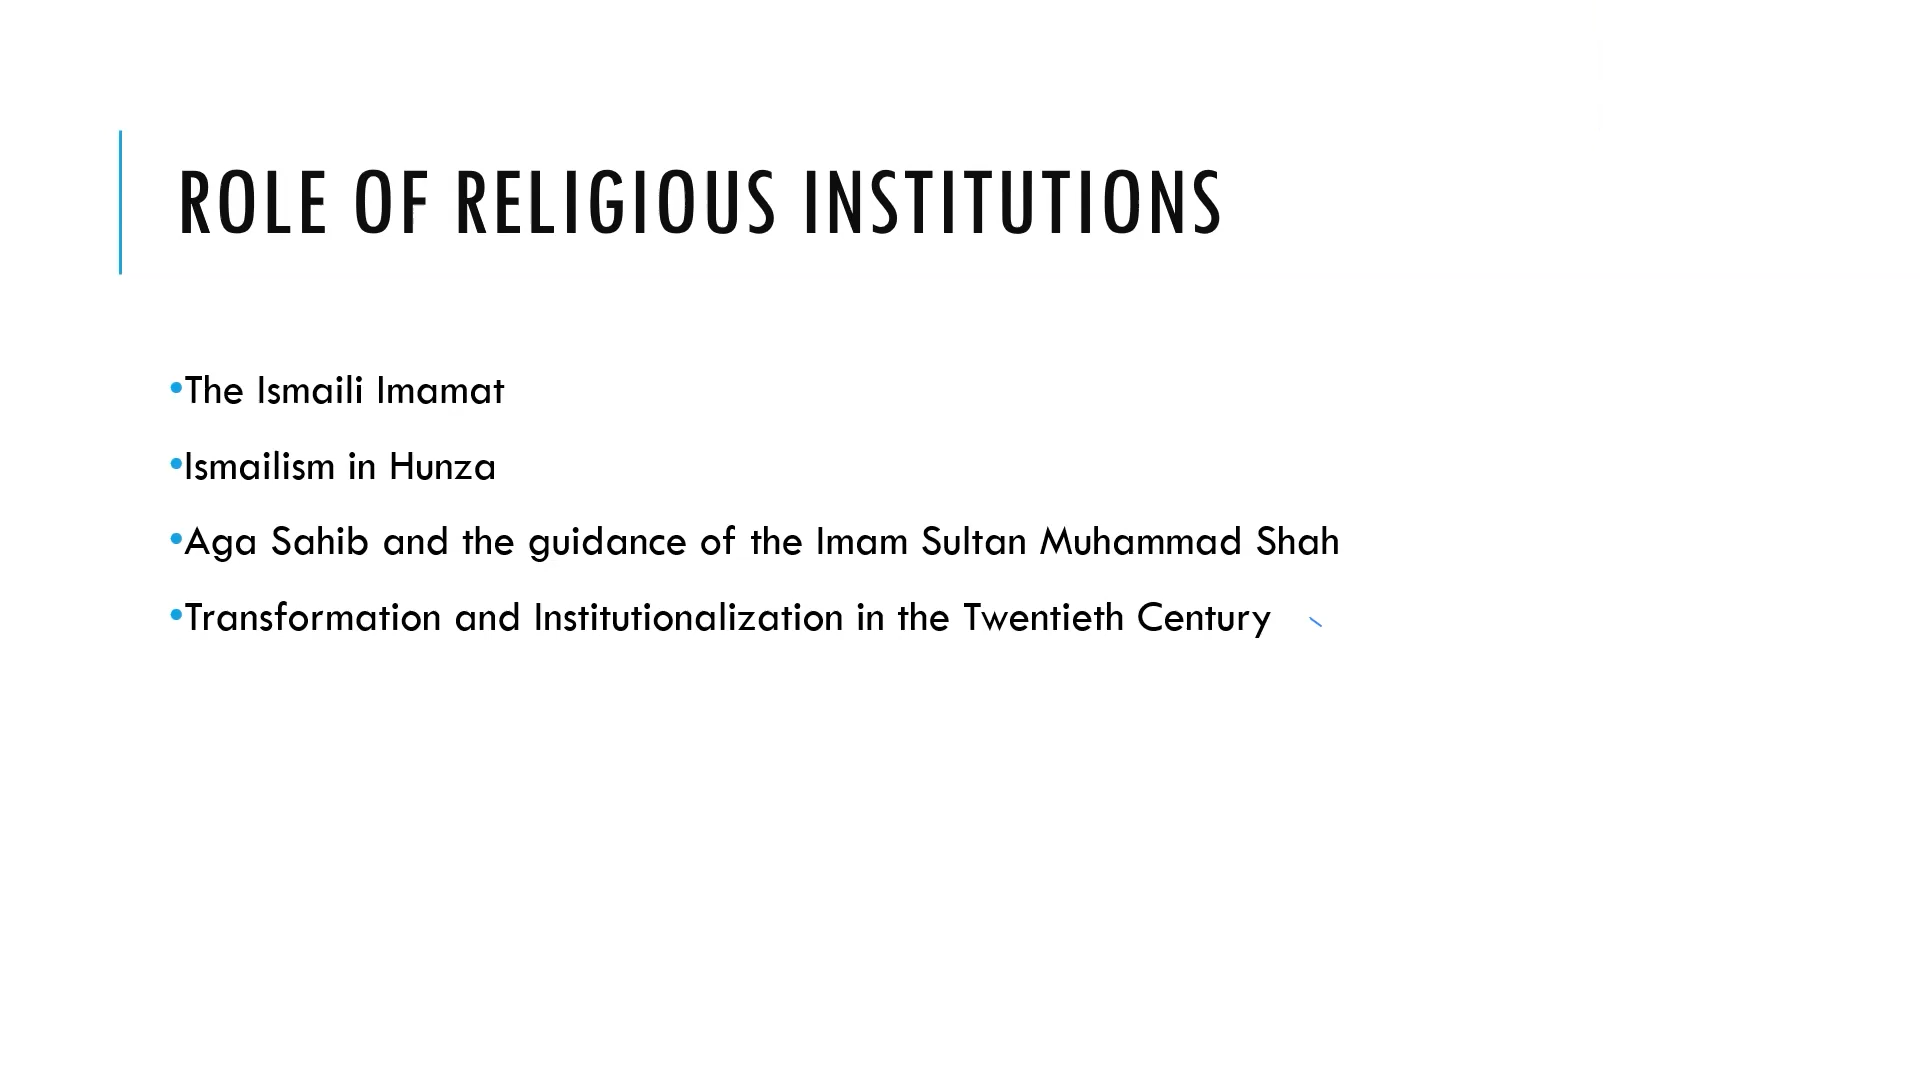 ROLE OF RELIGIOUS INSTITUTIONS
•The Ismaili Imamat
•Ismailism in Hunza
•Aga Sahib and the guidance of the Imam Sultan Muhammad Shah
•Transformation and Institutionalization in the Twentieth Century